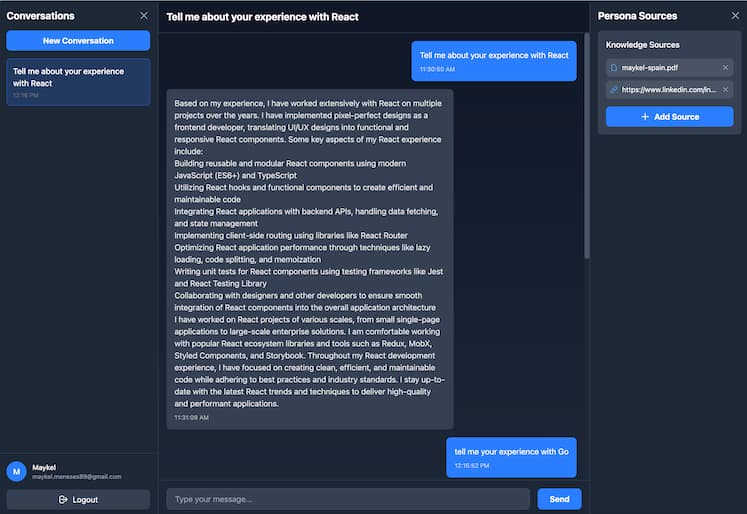 Conversations
New Conversation
Tell me about your experience
with React
12:16 PM
Maykel
maykel.meneses89@gmail.com
M
Logout
Tell me about your experience with React
Tell me about your experience with React
11:30:50 AM
Based on my experience, I have worked extensively with React on multiple
projects over the years. I have implemented pixel-perfect designs as a
frontend developer, translating UI/UX designs into functional and
responsive React components. Some key aspects of my React experience
include:
Building reusable and modular React components using modern
JavaScript (ES6+) and TypeScript
Utilizing React hooks and functional components to create efficient and
maintainable code
Integrating React applications with backend APIs, handling data fetching,
and state management
Implementing client-side routing using libraries like React Router
Optimizing React application performance through techniques like lazy
loading, code splitting, and memoization
Writing unit tests for React components using testing frameworks like Jest
and React Testing Library
Collaborating with designers and other developers to ensure smooth
integration of React components into the overall application architecture
I have worked on React projects of various scales, from small single-page
applications to large-scale enterprise solutions. I am comfortable working
with popular React ecosystem libraries and tools such as Redux, MobX,
Styled Components, and Storybook. Throughout my React development
experience, I have focused on creating clean, efficient, and maintainable
code while adhering to best practices and industry standards. I stay up-to-
date with the latest React trends and techniques to deliver high-quality
and performant applications.
11:31:08 AM
tell me your experience with Go
12:15:52 PM
Type your message...
Send
Persona Sources
Knowledge Sources
maykel-spain.pdf
https://www.linkedin.com/in...
Add Source